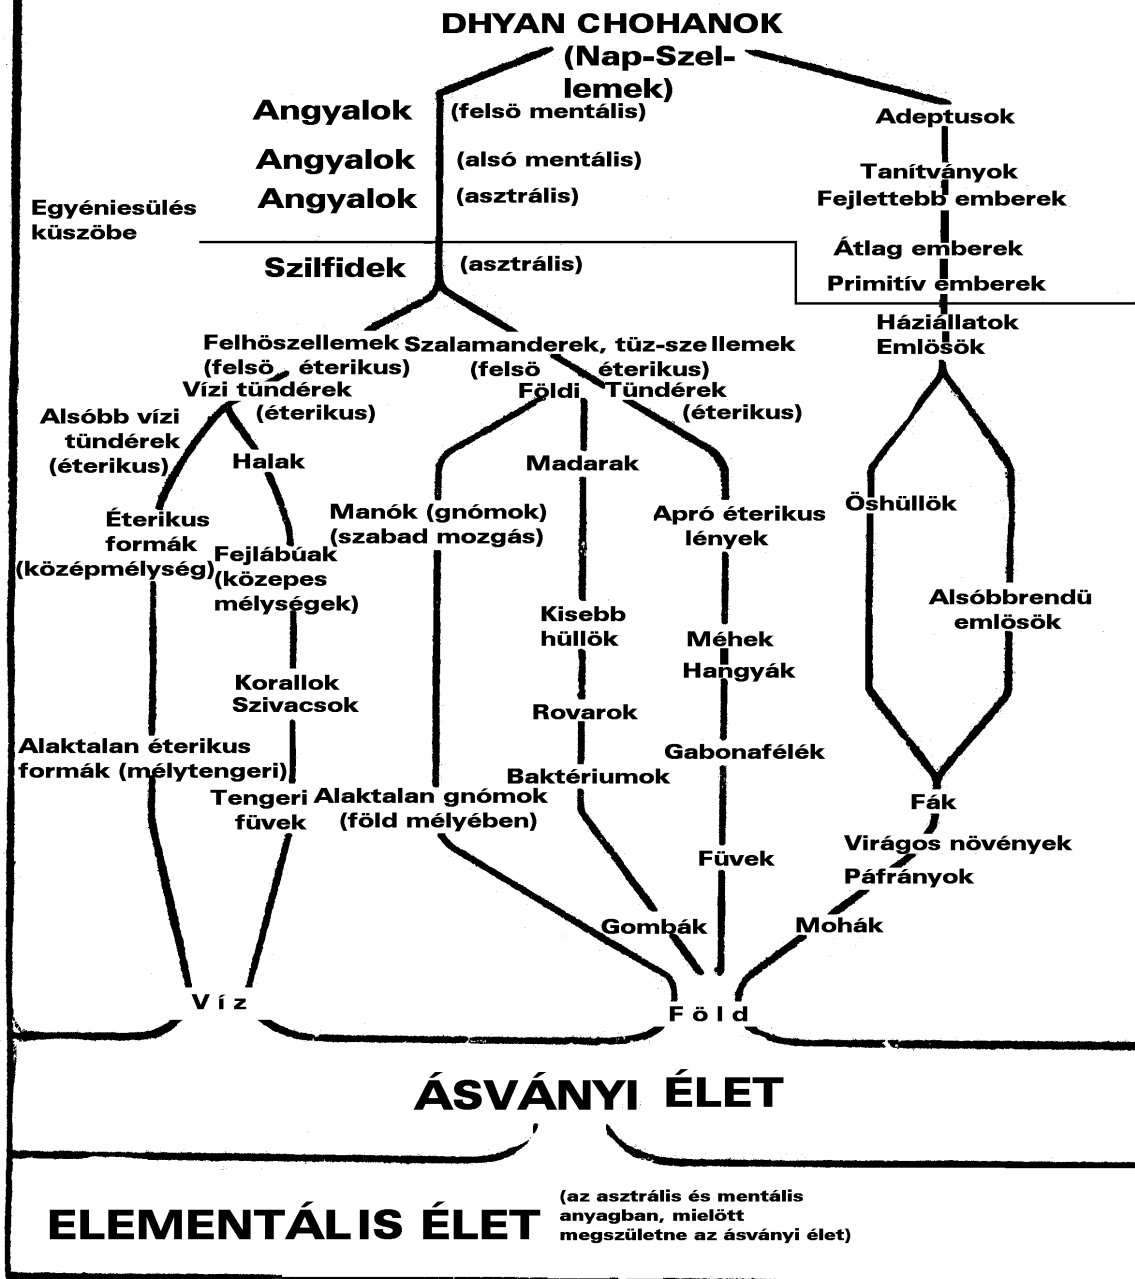 DHYAN CHOHANOK
(Nap-Szel-
lemek)
Angyalok (felsö mentális)
Adeptusok
Angyalok (alsó mentális)
Tanítványok
Angyalok (asztrális)
Fejlettebb emberek
Egyéniesülés
küszöbe
Átlag emberek
Szilfidek (asztrális)
Primitív emberek
Háziállatok
Emlösök
Felhöszellemek
(felsö éterikus)
Szalamanderek, tüz-szellemek
(felsö éterikus)
Vízi tündérek
(éterikus)
Földi Tündérek
(éterikus)
Alsóbb vízi
tündérek
(éterikus)
Halak
Madarak
Manók (gnómok)
(szabad mozgás)
Apró éterikus
lények
Öshüllök
Éterikus
formák
(középmélység)
Fejlábúak
(közepes
mélységek)
Alsóbbrendü
emlösök
Kisebb
hüllök
Méhek
Hangyák
Korallok
Szivacsok
Rovarok
Alaktalan éterikus
formák (mélytengeri)
Gabonafélék
Baktériumok
Tengeri
füvek
Alaktalan gnómok
(föld mélyében)
Fák
Virágos növények
Füvek
Páfrányok
Gombák
Mohák
Víz
Föld
ÁSVÁNYI ÉLET
ELEMENTÁLIS ÉLET
(az asztrális és mentális
anyagban, mielött
megszületne az ásványi élet)